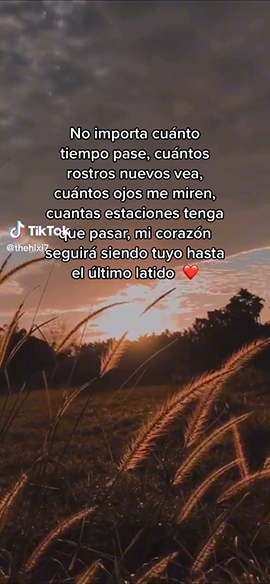 No importa cuánto
tiempo pase, cuántos
rostros nuevos vea,
cuántos ojos me miren,
cuantas estaciones tenga
que pasar, mi corazón
seguirá siendo tuyo hasta
el último latido ❤️
TikTok
@thehixi7